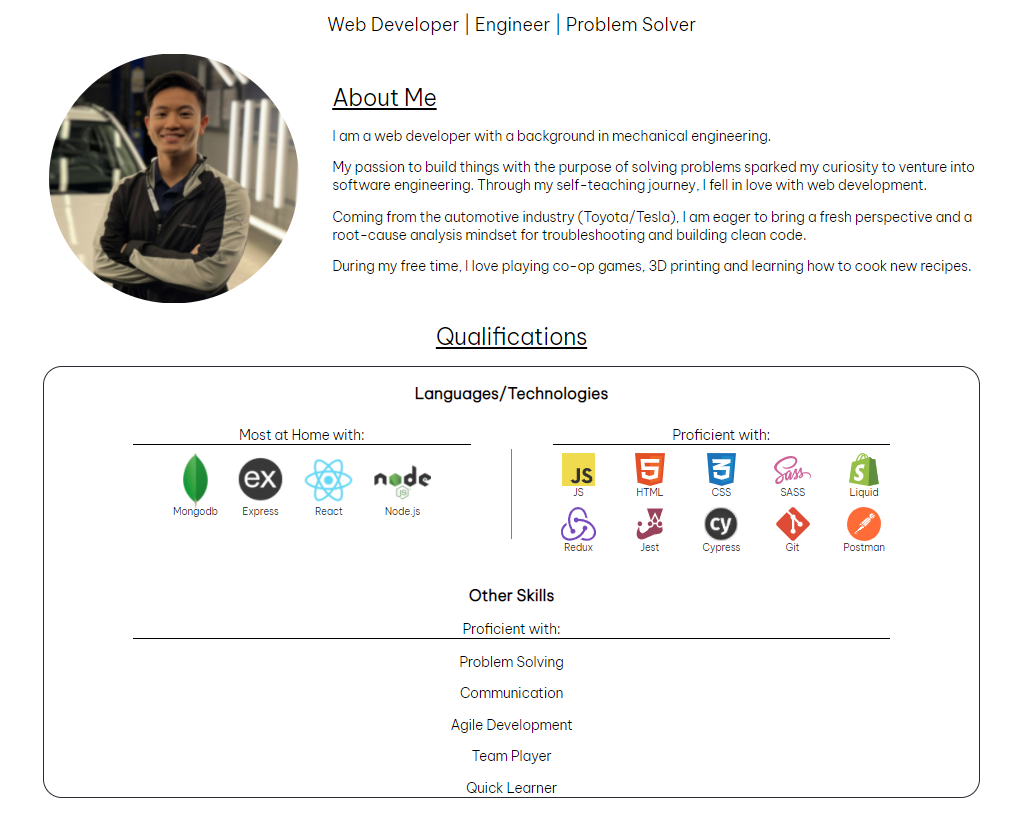 Web Developer | Engineer | Problem Solver
About Me
I am a web developer with a background in mechanical engineering.
My passion to build things with the purpose of solving problems sparked my curiosity to venture into
software engineering. Through my self-teaching journey, I fell in love with web development.
Coming from the automotive industry (Toyota/Tesla), I am eager to bring a fresh perspective and a
root-cause analysis mindset for troubleshooting and building clean code.
During my free time, I love playing co-op games, 3D printing and learning how to cook new recipes.
Qualifications
Languages/Technologies
Most at Home with:
ex
node
JS
Mongodb Express React Node.js
Proficient with:
JS 5 3 Sass S
JS HTML CSS SASS Liquid
cy
Redux Jest Cypress Git Postman
Other Skills
Proficient with:
Problem Solving
Communication
Agile Development
Team Player
Quick Learner